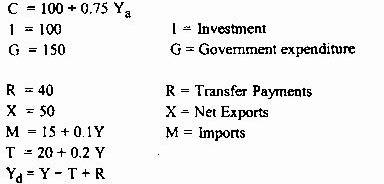 C = 100 + 0.75 Ya
I = 100 I = Investment
G = 150 G = Government expenditure
R = 40 R = Transfer Payments
X = 50 X = Net Exports
M = 15 + 0.1Y M = Imports
T = 20 + 0.2 Y
Yd = Y − T + R